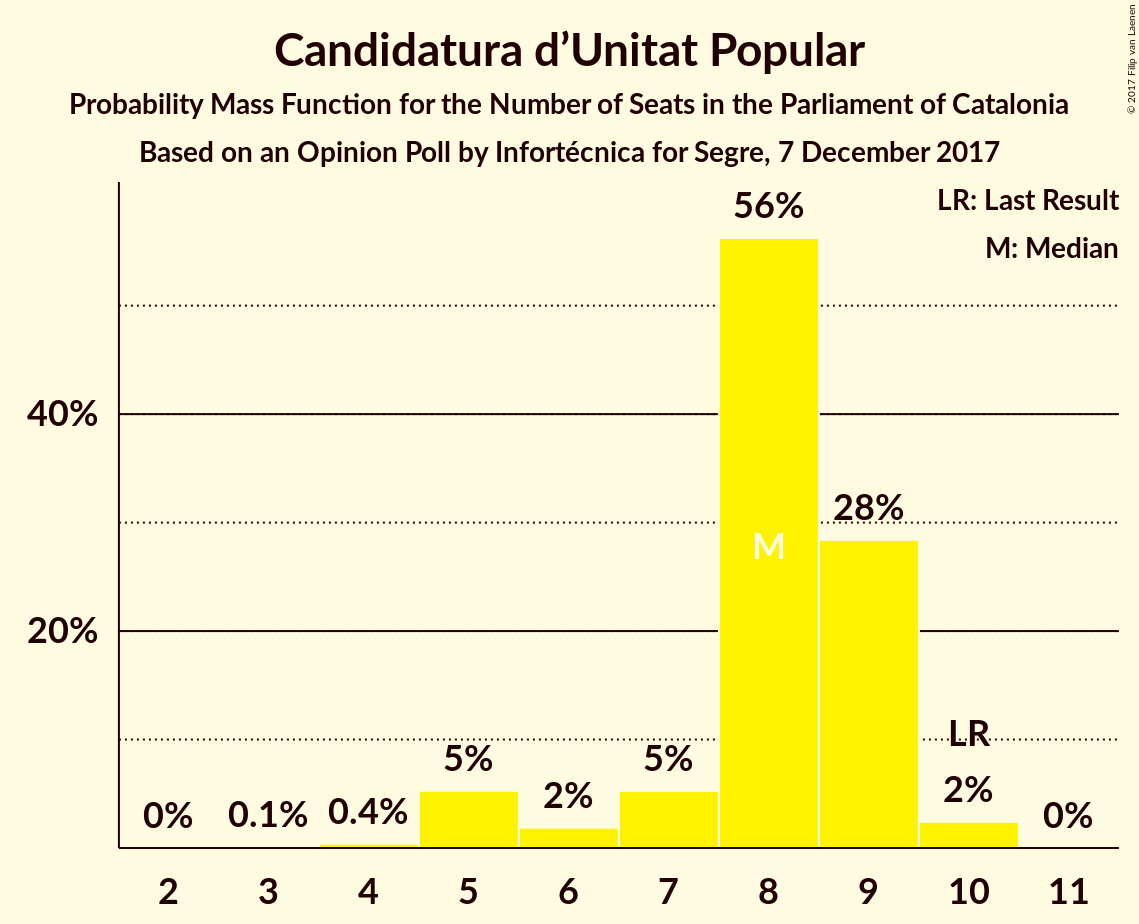 Candidatura d’Unitat Popular
Probability Mass Function for the Number of Seats in the Parliament of Catalonia
Based on an Opinion Poll by Infortécnica for Segre, 7 December 2017
© 2017 Filip van Laenen
LR: Last Result
M: Median
56%
40%
28%
M
20%
LR
5%
5%
2%
2%
0.4%
0.1%
0%
0%
2 3 4 5 6 7 8 9 10 11